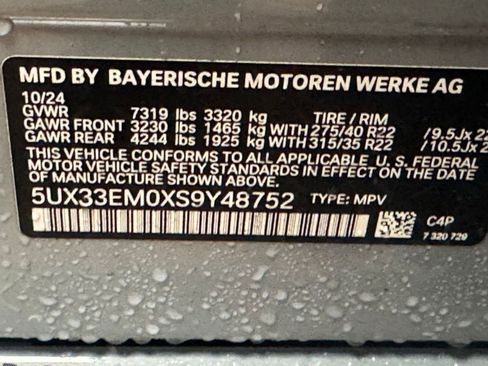 MFD BY BAYERISCHE MOTOREN WERKE AG
10/24
GVWR 7319 lbs 3320 kg TIRE / RIM
GAWR FRONT 3230 lbs 1465 kg WITH 275/40 R22 /9.5Jx 22
GAWR REAR 4244 lbs 1925 kg WITH 315/35 R22 /10.5Jx 22
THIS VEHICLE CONFORMS TO ALL APPLICABLE U. S. FEDERAL
MOTOR VEHICLE SAFETY STANDARDS IN EFFECT ON THE DATE
OF MANUFACTURE SHOWN ABOVE.
5UX33EM0XS9Y48752 TYPE: MPV
C4P
7 320 729